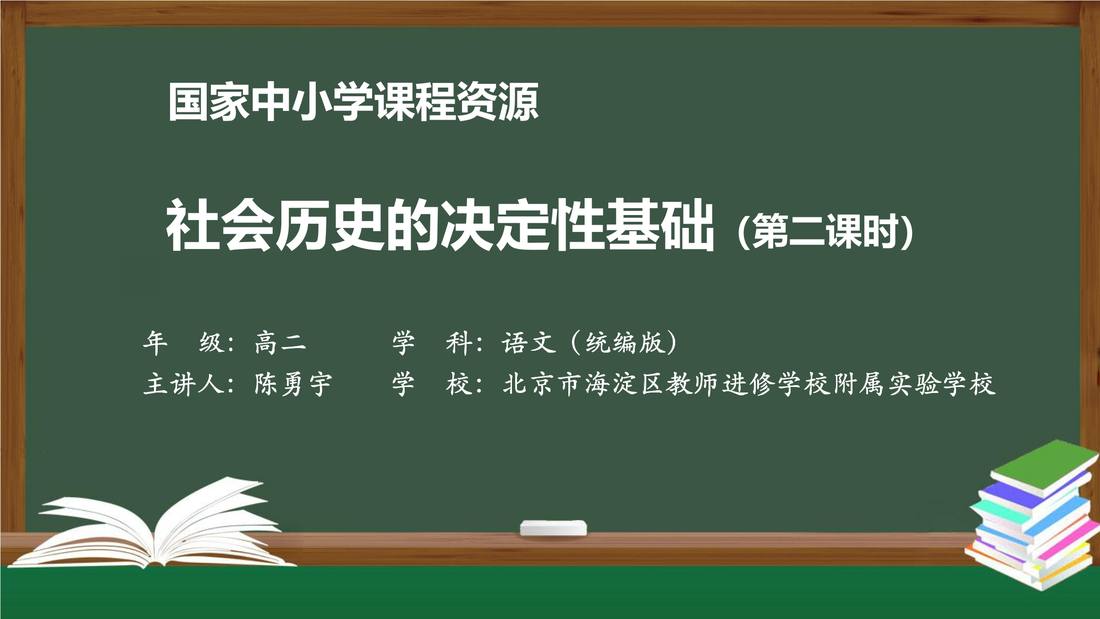 国家中小学课程资源
社会历史的决定性基础（第二课时）
年　级：高二　　　学　科：语文（统编版）
主讲人：陈勇宇　　学　校：北京市海淀区教师进修学校附属实验学校